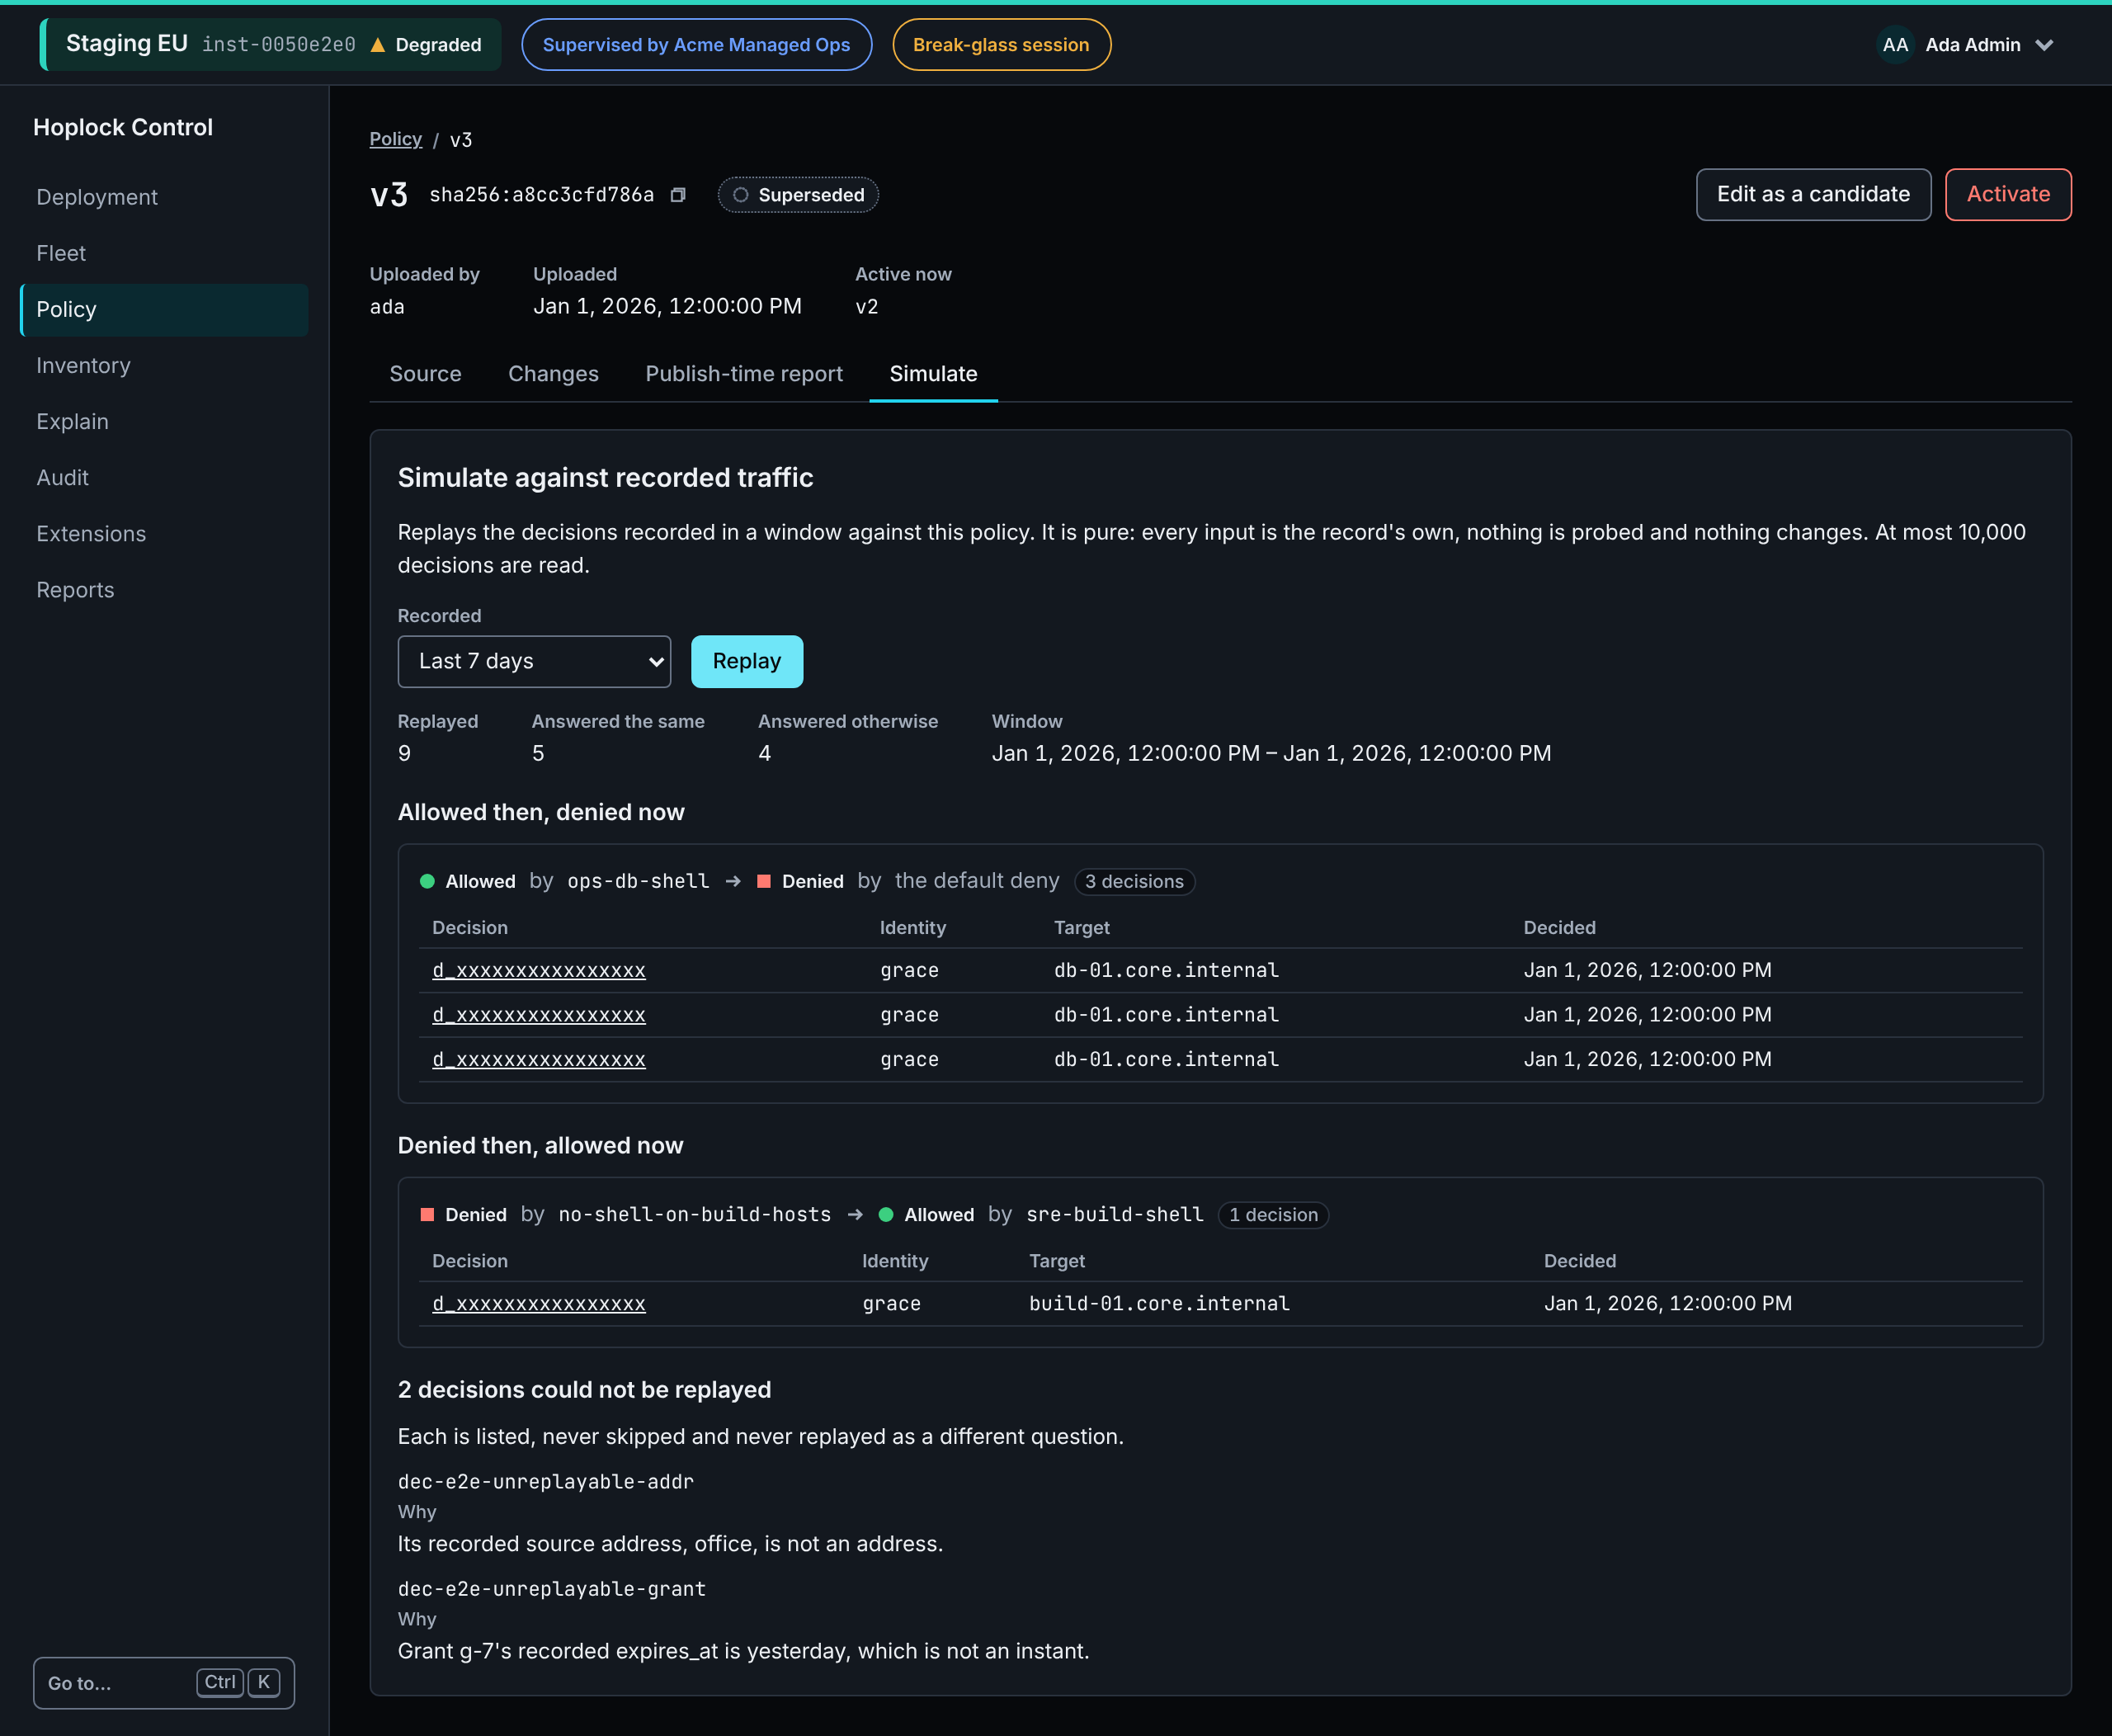 Staging EU inst-0050e2e0 Degraded
Supervised by Acme Managed Ops
Break-glass session
AA Ada Admin
Hoplock Control
Deployment
Fleet
Policy
Inventory
Explain
Audit
Extensions
Reports
Go to... Ctrl K
Policy / v3
v3 sha256:a8cc3cfd786a Superseded
Edit as a candidate
Activate
Uploaded by Uploaded Active now
ada Jan 1, 2026, 12:00:00 PM v2
Source Changes Publish-time report Simulate
Simulate against recorded traffic
Replays the decisions recorded in a window against this policy. It is pure: every input is the record's own, nothing is probed and nothing changes. At most 10,000
decisions are read.
Recorded
Last 7 days Replay
Replayed Answered the same Answered otherwise Window
9 5 4 Jan 1, 2026, 12:00:00 PM – Jan 1, 2026, 12:00:00 PM
Allowed then, denied now
Allowed by ops-db-shell → Denied by the default deny 3 decisions
Decision Identity Target Decided
d_xxxxxxxxxxxxxxxx grace db-01.core.internal Jan 1, 2026, 12:00:00 PM
d_xxxxxxxxxxxxxxxx grace db-01.core.internal Jan 1, 2026, 12:00:00 PM
d_xxxxxxxxxxxxxxxx grace db-01.core.internal Jan 1, 2026, 12:00:00 PM
Denied then, allowed now
Denied by no-shell-on-build-hosts → Allowed by sre-build-shell 1 decision
Decision Identity Target Decided
d_xxxxxxxxxxxxxxxx grace build-01.core.internal Jan 1, 2026, 12:00:00 PM
2 decisions could not be replayed
Each is listed, never skipped and never replayed as a different question.
dec-e2e-unreplayable-addr
Why
Its recorded source address, office, is not an address.
dec-e2e-unreplayable-grant
Why
Grant g-7's recorded expires_at is yesterday, which is not an instant.